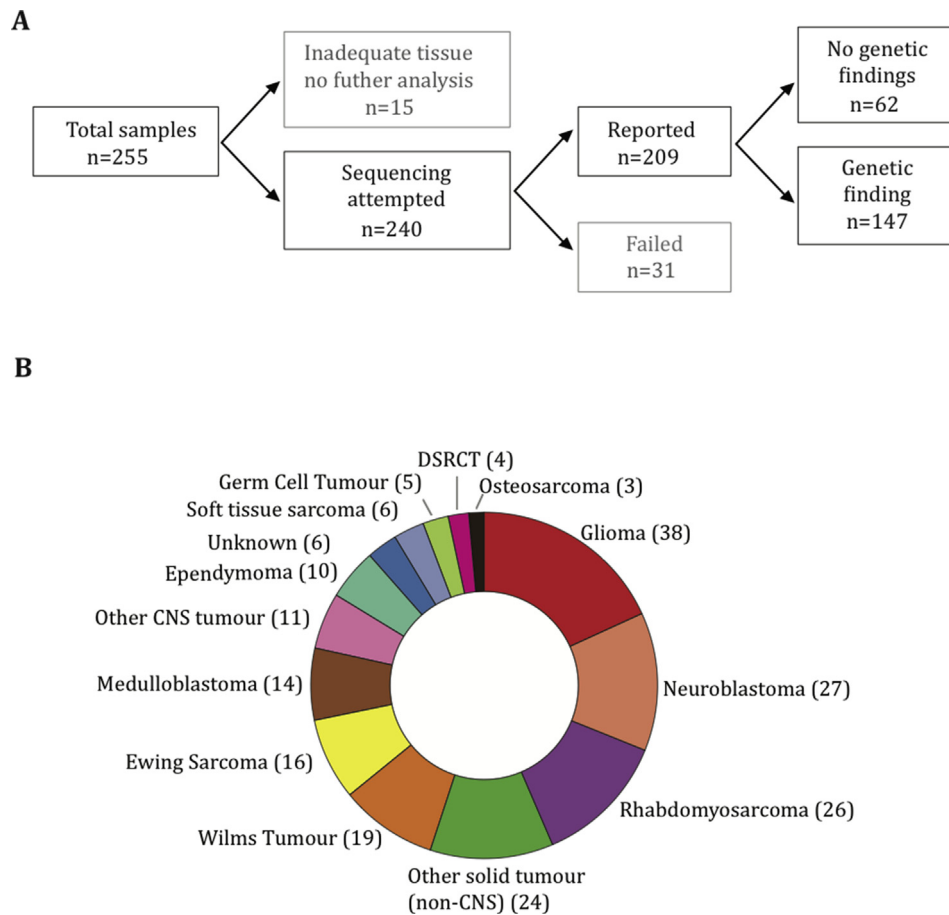 A
Total samples
n=255
Inadequate tissue
no futher analysis
n=15
Sequencing
attempted
n=240
Reported
n=209
Failed
n=31
No genetic
findings
n=62
Genetic
finding
n=147
B
DSRCT (4)
Germ Cell Tumour (5)
Osteosarcoma (3)
Soft tissue sarcoma (6)
Glioma (38)
Unknown (6)
Ependymoma (10)
Other CNS tumour (11)
Medulloblastoma (14)
Neuroblastoma (27)
Ewing Sarcoma (16)
Rhabdomyosarcoma (26)
Wilms Tumour (19)
Other solid tumour
(non-CNS) (24)